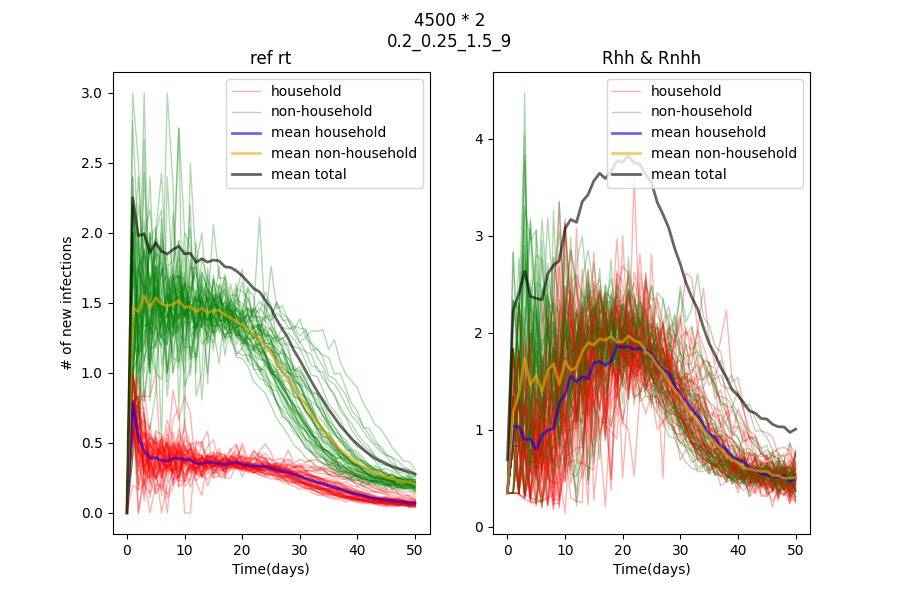 4500 * 2
0.2_0.25_1.5_9
ref rt
3.0
2.5
2.0
1.5
1.0
0.5
0.0
# of new infections
0
10
20
30
40
50
Time(days)
household
non-household
mean household
mean non-household
mean total
Rhh & Rnhh
4
3
2
1
0
0
10
20
30
40
50
Time(days)
household
non-household
mean household
mean non-household
mean total